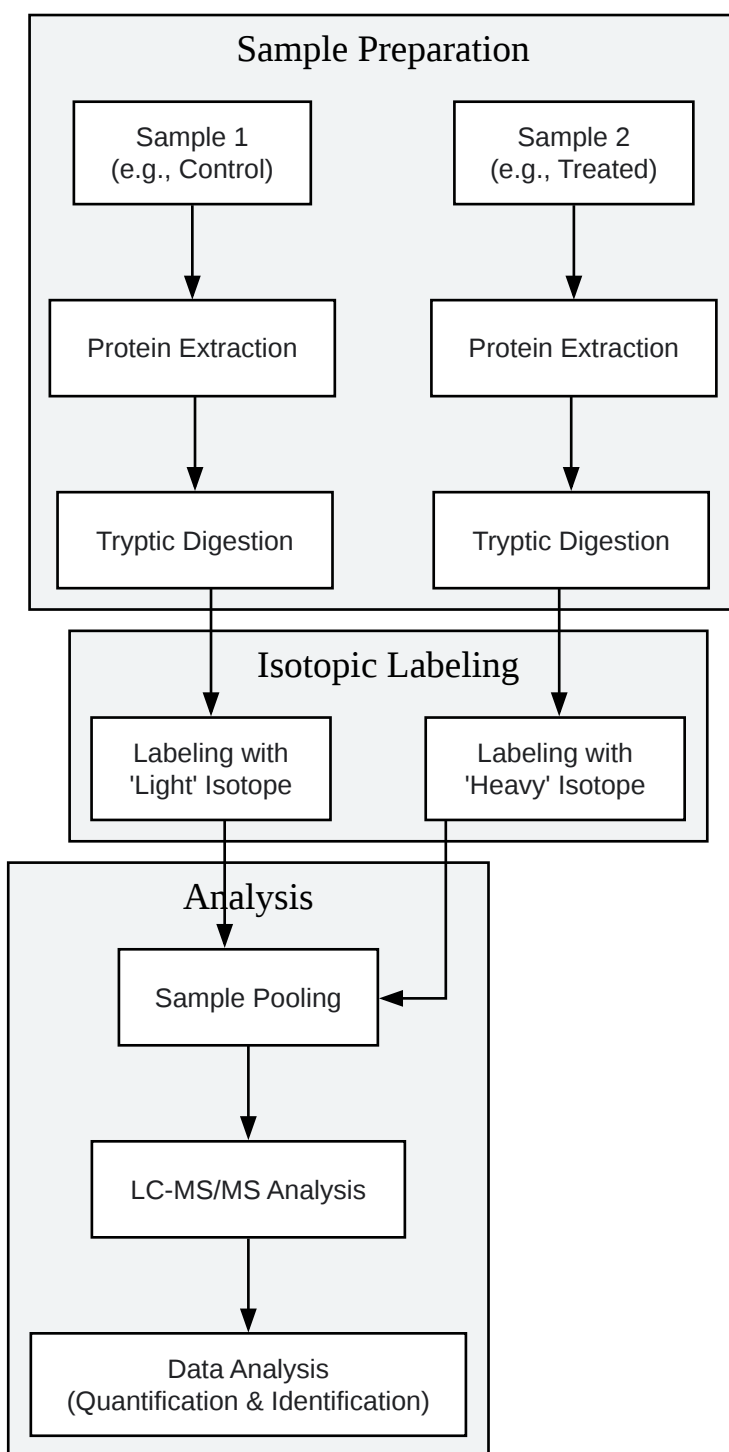 Sample Preparation
Sample 1
(e.g., Control)
Sample 2
(e.g., Treated)
Protein Extraction
Protein Extraction
Tryptic Digestion
Tryptic Digestion
Isotopic Labeling
Labeling with
'Light' Isotope
Labeling with
'Heavy' Isotope
Analysis
Sample Pooling
LC-MS/MS Analysis
Data Analysis
(Quantification & Identification)